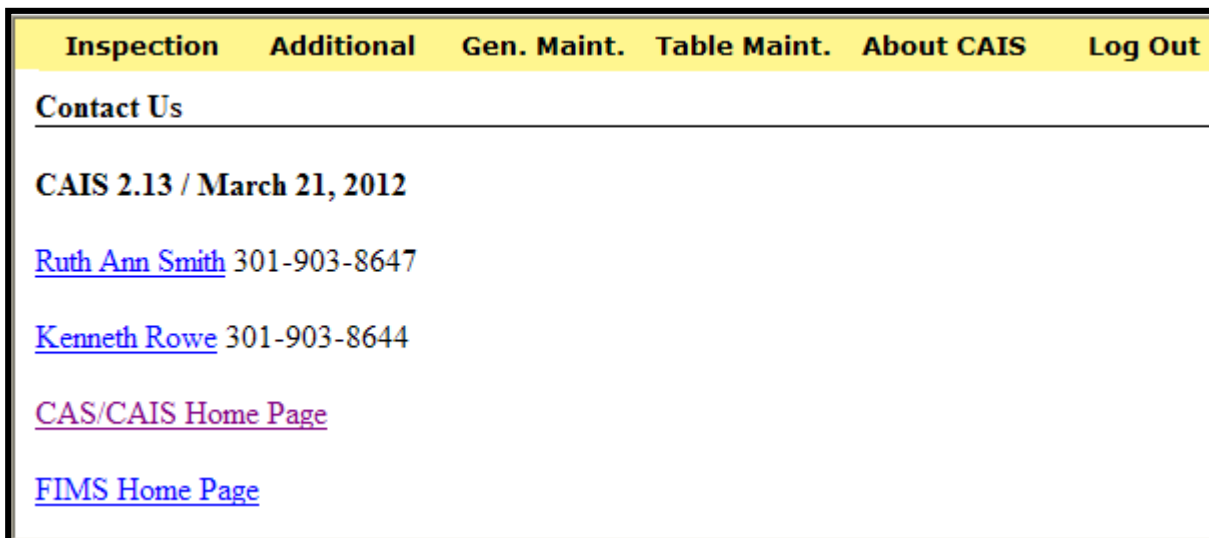 Inspection Additional Gen. Maint. Table Maint. About CAIS Log Out
Contact Us
CAIS 2.13 / March 21, 2012
Ruth Ann Smith 301-903-8647
Kenneth Rowe 301-903-8644
CAS/CAIS Home Page
FIMS Home Page